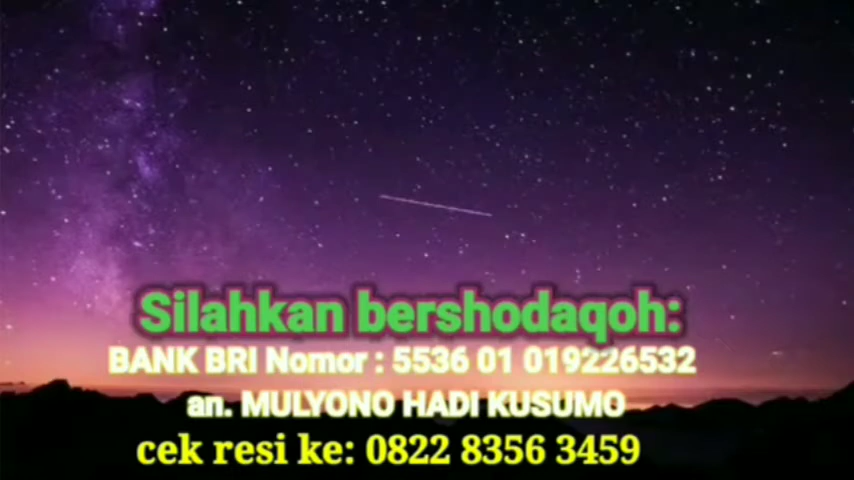 Silahkan bershodaqoh:
BANK BRI Nomor : 5536 01 019226532
an. MULYONO HADI KUSUMO
cek resi ke: 0822 8356 3459